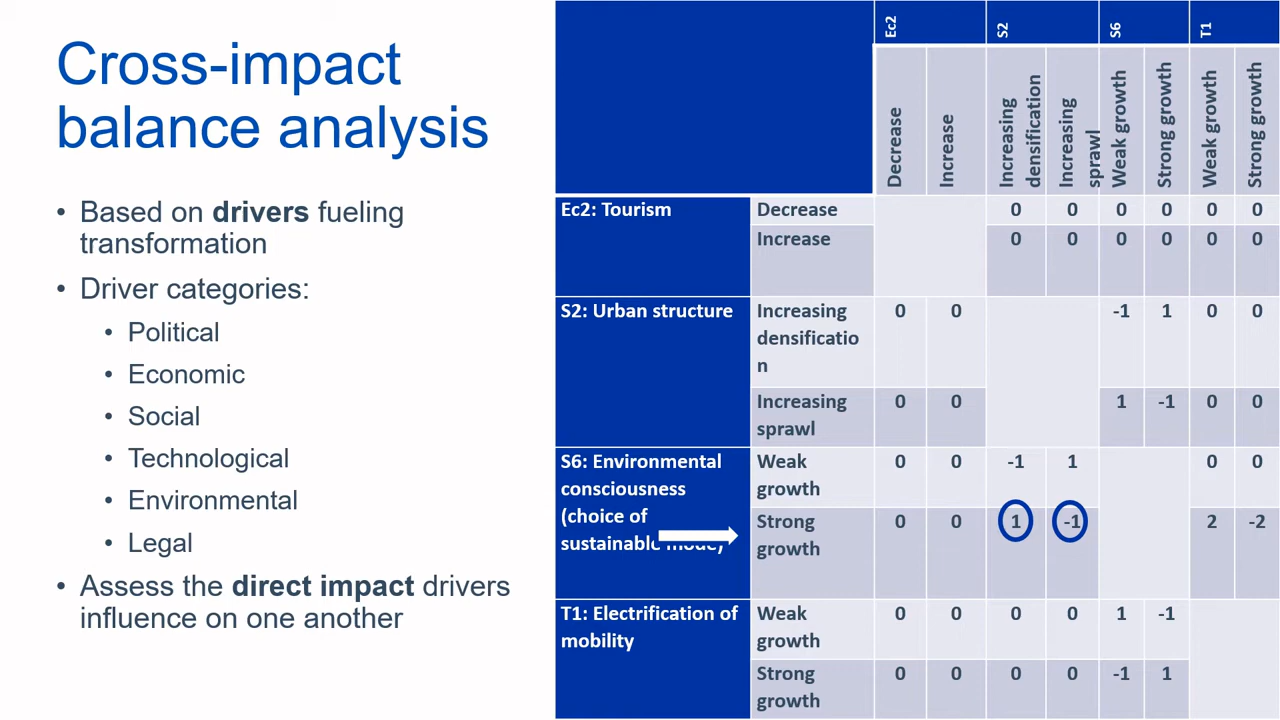 Cross-impact
balance analysis
• Based on drivers fueling
transformation
• Driver categories:
• Political
• Economic
• Social
• Technological
• Environmental
• Legal
• Assess the direct impact drivers
influence on one another
Ec2 S2 S6 T1
Decrease Increase Increasing densification Increasing sprawl Weak growth Strong growth Weak growth Strong growth
Ec2: Tourism Decrease 0 0 0 0 0 0
Increase 0 0 0 0 0 0
S2: Urban structure Increasing 0 0 -1 1 0 0
densificatio
n
Increasing 0 0 1 -1 0 0
sprawl
S6: Environmental Weak 0 0 -1 1 0 0
consciousness growth
(choice of Strong 0 0 1 -1 2 -2
sustainable mode) growth
T1: Electrification of Weak 0 0 0 0 1 -1
mobility growth
Strong 0 0 0 0 -1 1
growth